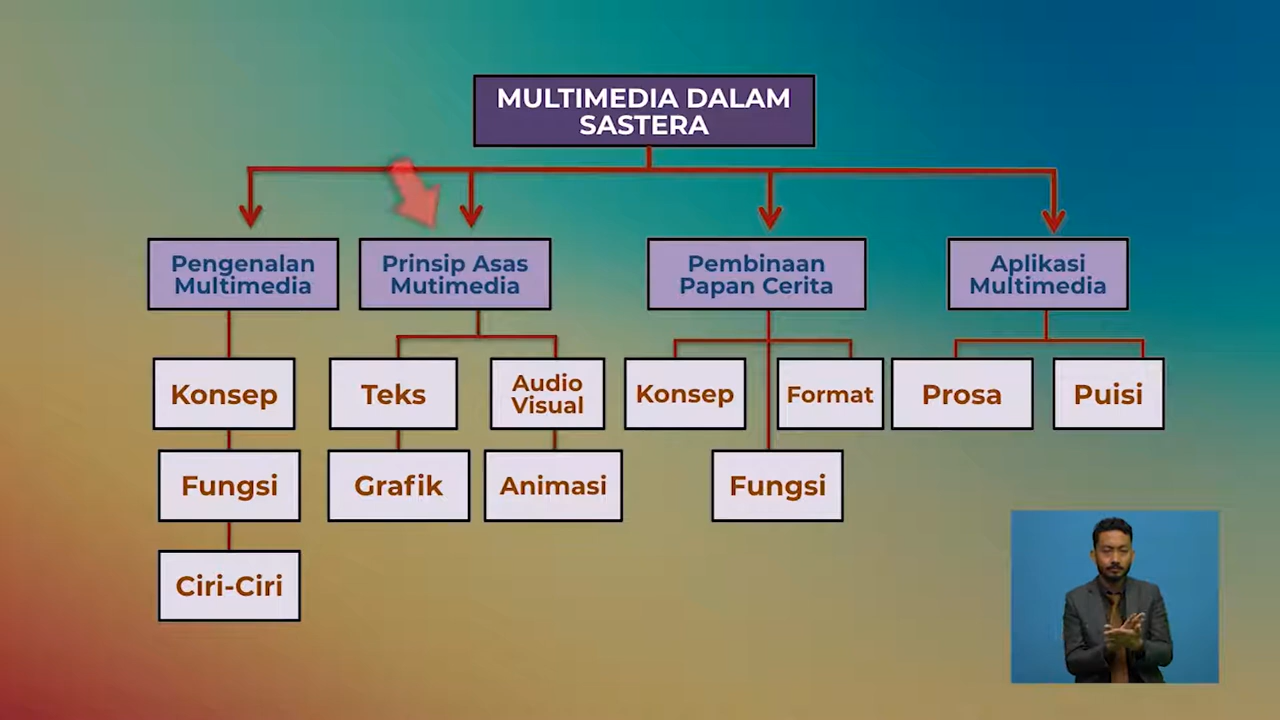 MULTIMEDIA DALAM
SASTERA
Pengenalan
Multimedia
Prinsip Asas
Mutimedia
Pembinaan
Papan Cerita
Aplikasi
Multimedia
Konsep
Teks
Audio
Visual
Konsep
Format
Prosa
Puisi
Fungsi
Grafik
Animasi
Fungsi
Ciri-Ciri